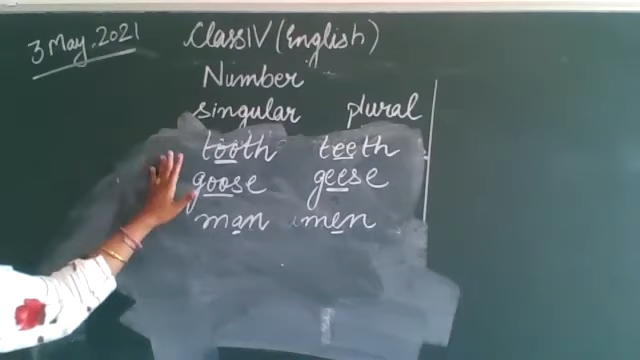 3 May, 2021
Class IV (English)
Number
singular plural
tooth teeth
goose geese
man men